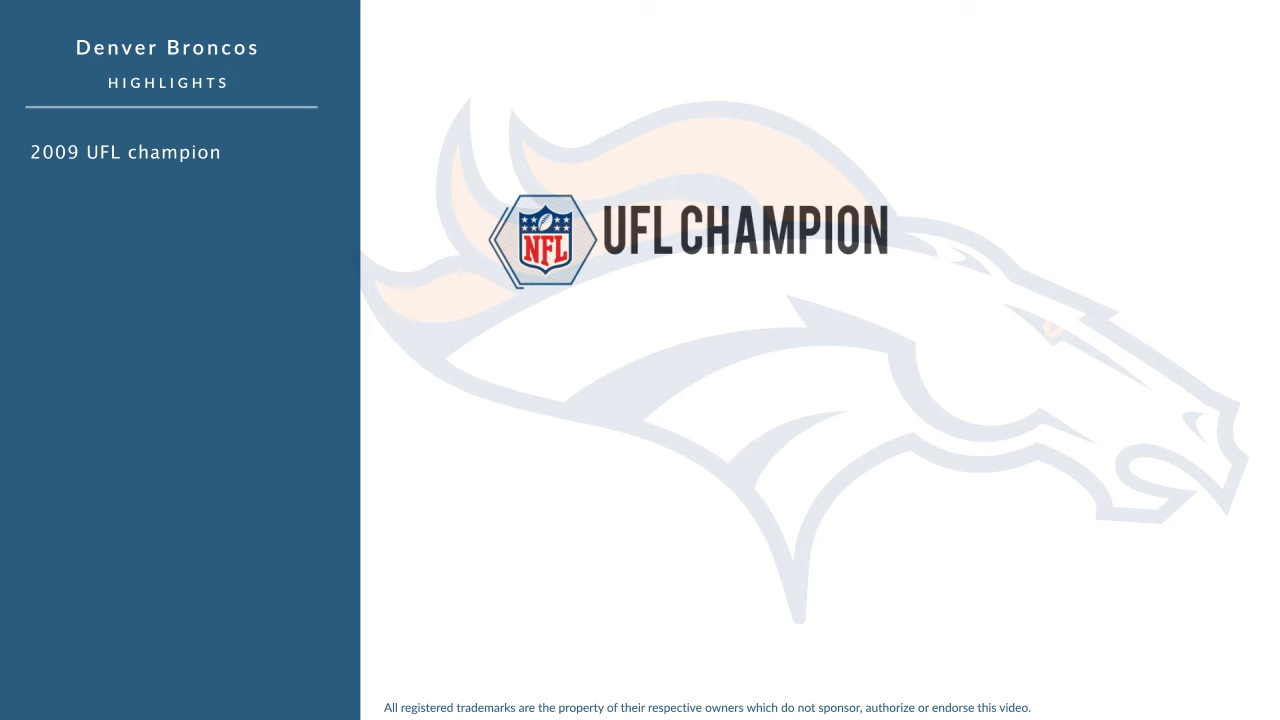 Denver Broncos
HIGHLIGHTS
2009 UFL champion
NFL
UFL CHAMPION
All registered trademarks are the property of their respective owners which do not sponsor, authorize or endorse this video.